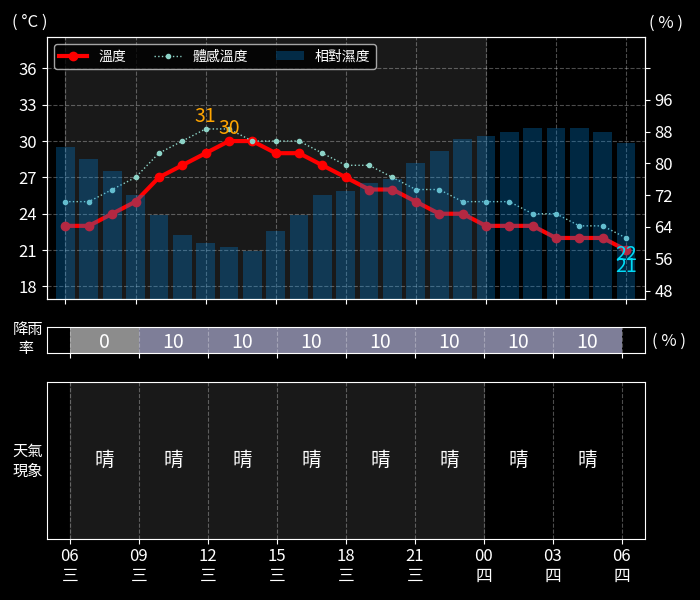 ( °C )
( % )
溫度 體感溫度 相對濕度
36
33
30
27
24
21
18
96
88
80
72
64
56
48
31
30
22
21
降雨
率
0 10 10 10 10 10 10 10
( % )
天氣
現象
晴 晴 晴 晴 晴 晴 晴 晴
06 09 12 15 18 21 00 03 06
三 三 三 三 三 三 四 四 四